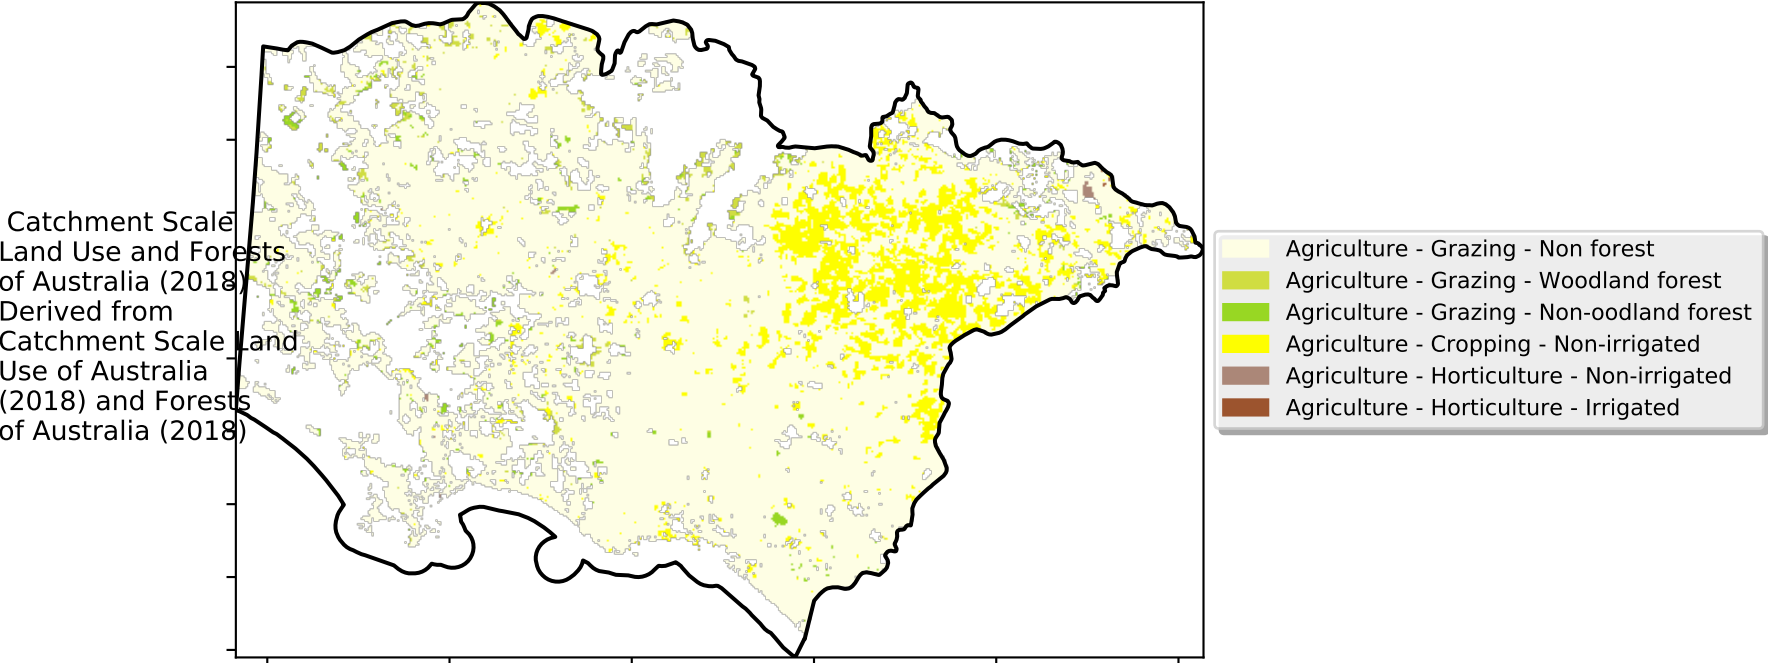 Catchment Scale
Land Use and Forests
of Australia (2018)
Derived from
Catchment Scale Land
Use of Australia
(2018) and Forests
of Australia (2018)
Agriculture - Grazing - Non forest
Agriculture - Grazing - Woodland forest
Agriculture - Grazing - Non-oodland forest
Agriculture - Cropping - Non-irrigated
Agriculture - Horticulture - Non-irrigated
Agriculture - Horticulture - Irrigated